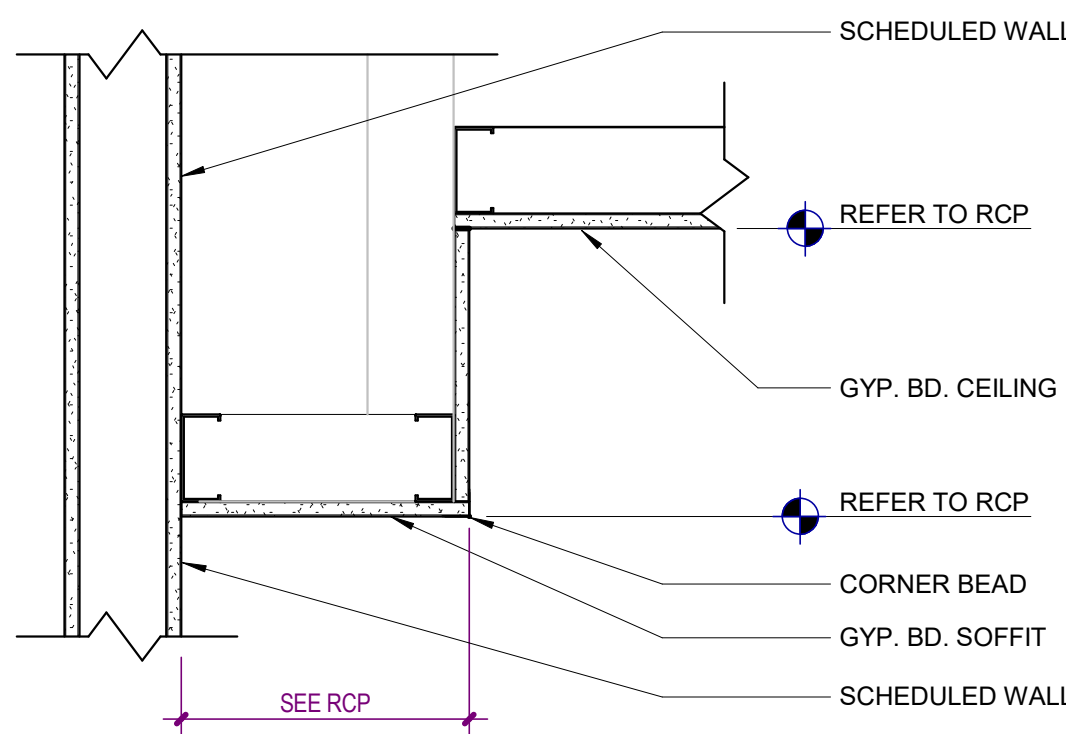 SCHEDULED WALL
REFER TO RCP
GYP. BD. CEILING
REFER TO RCP
CORNER BEAD
GYP. BD. SOFFIT
SCHEDULED WALL
SEE RCP